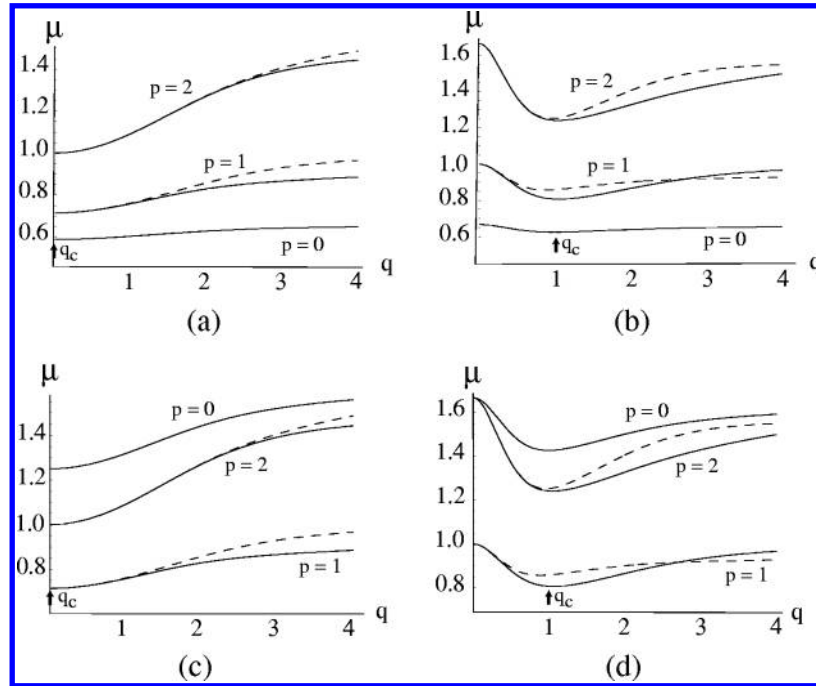 μ
1.4
1.2
1.0
0.8
0.6
p = 2
p = 1
p = 0
q_c
1 2 3 4 q
(a)
μ
1.6
1.4
1.2
1.0
0.8
0.6
p = 2
p = 1
p = 0
q_c
1 2 3 4
(b)
μ
1.4
1.2
1.0
0.8
p = 0
p = 2
p = 1
q_c
1 2 3 4 q
(c)
μ
1.6
1.4
1.2
1.0
0.8
p = 0
p = 2
p = 1
q_c
1 2 3 4 q
(d)